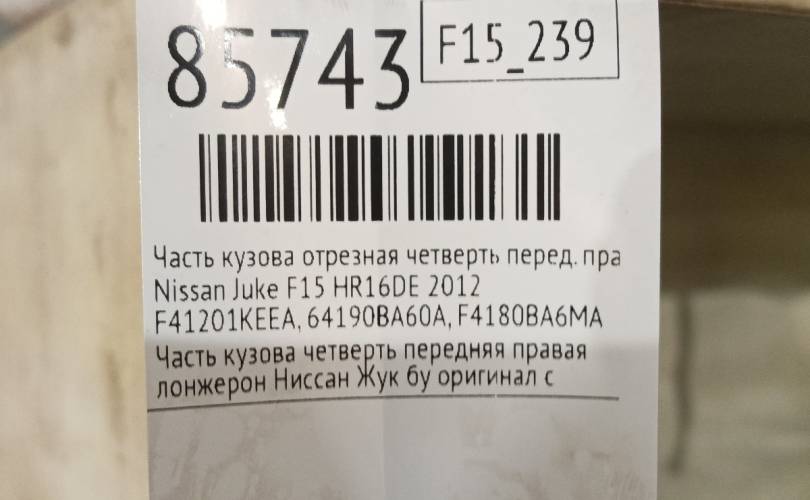 85743
F15_239
Часть кузова отрезная четверть перед. пра
Nissan Juke F15 HR16DE 2012
F41201KEEA, 64190BA60A, F4180BA6MA
Часть кузова четверть передняя правая
лонжерон Ниссан Жук бу оригинал с